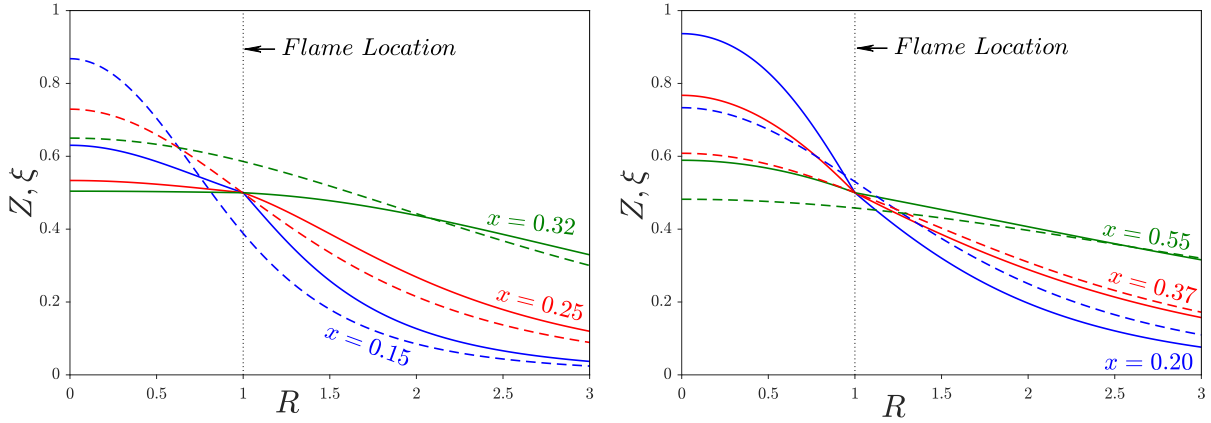 1
0.8
0.6
0.4
0.2
0
Z, ξ
Flame Location
x = 0.32
x = 0.25
x = 0.15
0 0.5 1 1.5 2 2.5 3
R
1
0.8
0.6
0.4
0.2
0
Z, ξ
Flame Location
x = 0.55
x = 0.37
x = 0.20
0 0.5 1 1.5 2 2.5 3
R